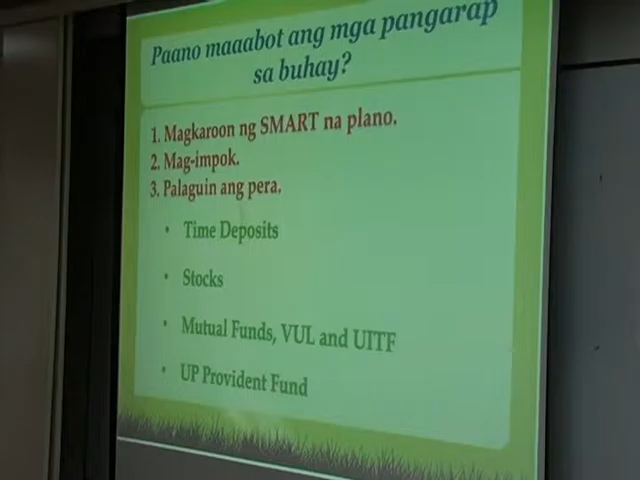 Paano maaabot ang mga pangarap
sa buhay?
1. Magkaroon ng SMART na plano.
2. Mag-impok.
3. Palaguin ang pera.
• Time Deposits
• Stocks
• Mutual Funds, VUL and UITF
• UP Provident Fund